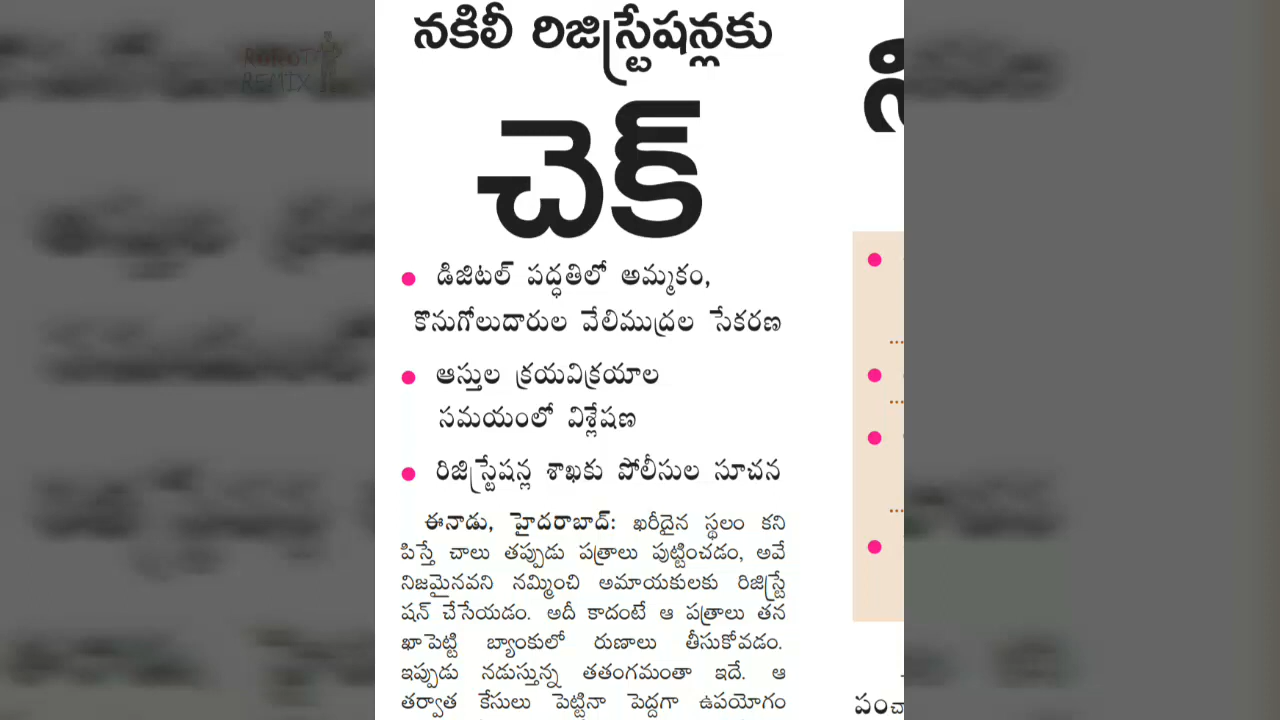 ROBOT
REMIX
నకిలీ రిజిస్ట్రేషన్లకు
చెక్
• డిజిటల్ పద్ధతిలో అమ్మకం,
కొనుగోలుదారుల వేలిముద్రల సేకరణ
• ఆస్తుల క్రయవిక్రయాల
సమయంలో విశ్లేషణ
• రిజిస్ట్రేషన్ల శాఖకు పోలీసుల సూచన
ఈనాడు, హైదరాబాద్: ఖరీదైన స్థలం కని
పిస్తే చాలు తప్పుడు పత్రాలు పుట్టించడం, అవే
నిజమైనవని నమ్మించి అమాయకులకు రిజిస్ట్రే
షన్ చేసేయడం. అదీ కాదంటే ఆ పత్రాలు తన
ఖాపెట్టి బ్యాంకులో రుణాలు తీసుకోవడం.
ఇప్పుడు నడుస్తున్న తతంగమంతా ఇదే. ఆ
తర్వాత కేసులు పెట్టినా పెద్దగా ఉపయోగం